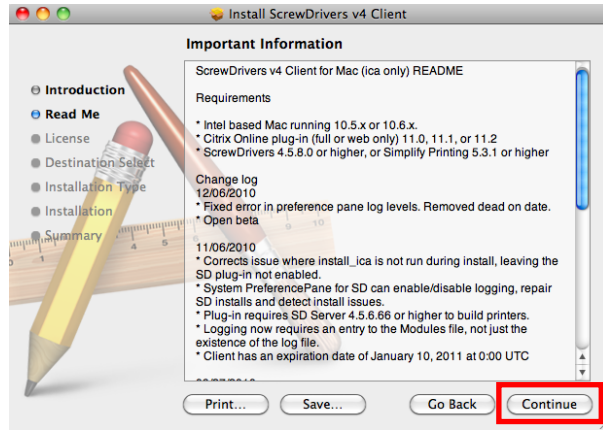 Install ScrewDrivers v4 Client
Important Information
Introduction
Read Me
License
Destination Select
Installation Type
Installation
Summary
ScrewDrivers v4 Client for Mac (ica only) README
Requirements
* Intel based Mac running 10.5.x or 10.6.x.
* Citrix Online plug-in (full or web only) 11.0, 11.1, or 11.2
* ScrewDrivers 4.5.8.0 or higher, or Simplify Printing 5.3.1 or higher
Change log
12/06/2010
* Fixed error in preference pane log levels. Removed dead on date.
* Open beta
11/06/2010
* Corrects issue where install_ica is not run during install, leaving the
SD plug-in not enabled.
* System PreferencePane for SD can enable/disable logging, repair
SD installs and detect install issues.
* Plug-in requires SD Server 4.5.6.66 or higher to build printers.
* Logging now requires an entry to the Modules file, not just the
existence of the log file.
* Client has an expiration date of January 10, 2011 at 0:00 UTC
Print...
Save...
Go Back
Continue